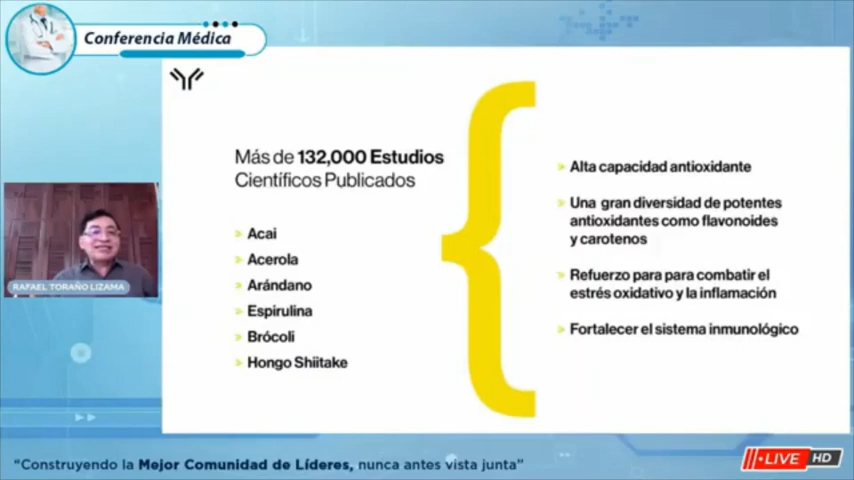 Conferencia Médica
Más de 132,000 Estudios
Científicos Publicados
Acai
Acerola
Arándano
Espirulina
Brócoli
Hongo Shiitake
Alta capacidad antioxidante
Una gran diversidad de potentes
antioxidantes como flavonoides
y carotenos
Refuerzo para para combatir el
estrés oxidativo y la inflamación
Fortalecer el sistema inmunológico
RAFAEL TORAÑO LIZAMA
"Construyendo la Mejor Comunidad de Líderes, nunca antes vista junta"
LIVE HD